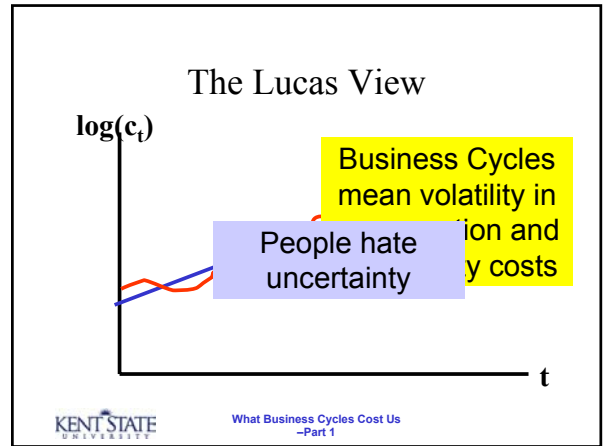 The Lucas View
log(cₜ)
Business Cycles
mean volatility in
and
costs
People hate
uncertainty
t
KENT STATE
UNIVERSITY
What Business Cycles Cost Us
–Part 1